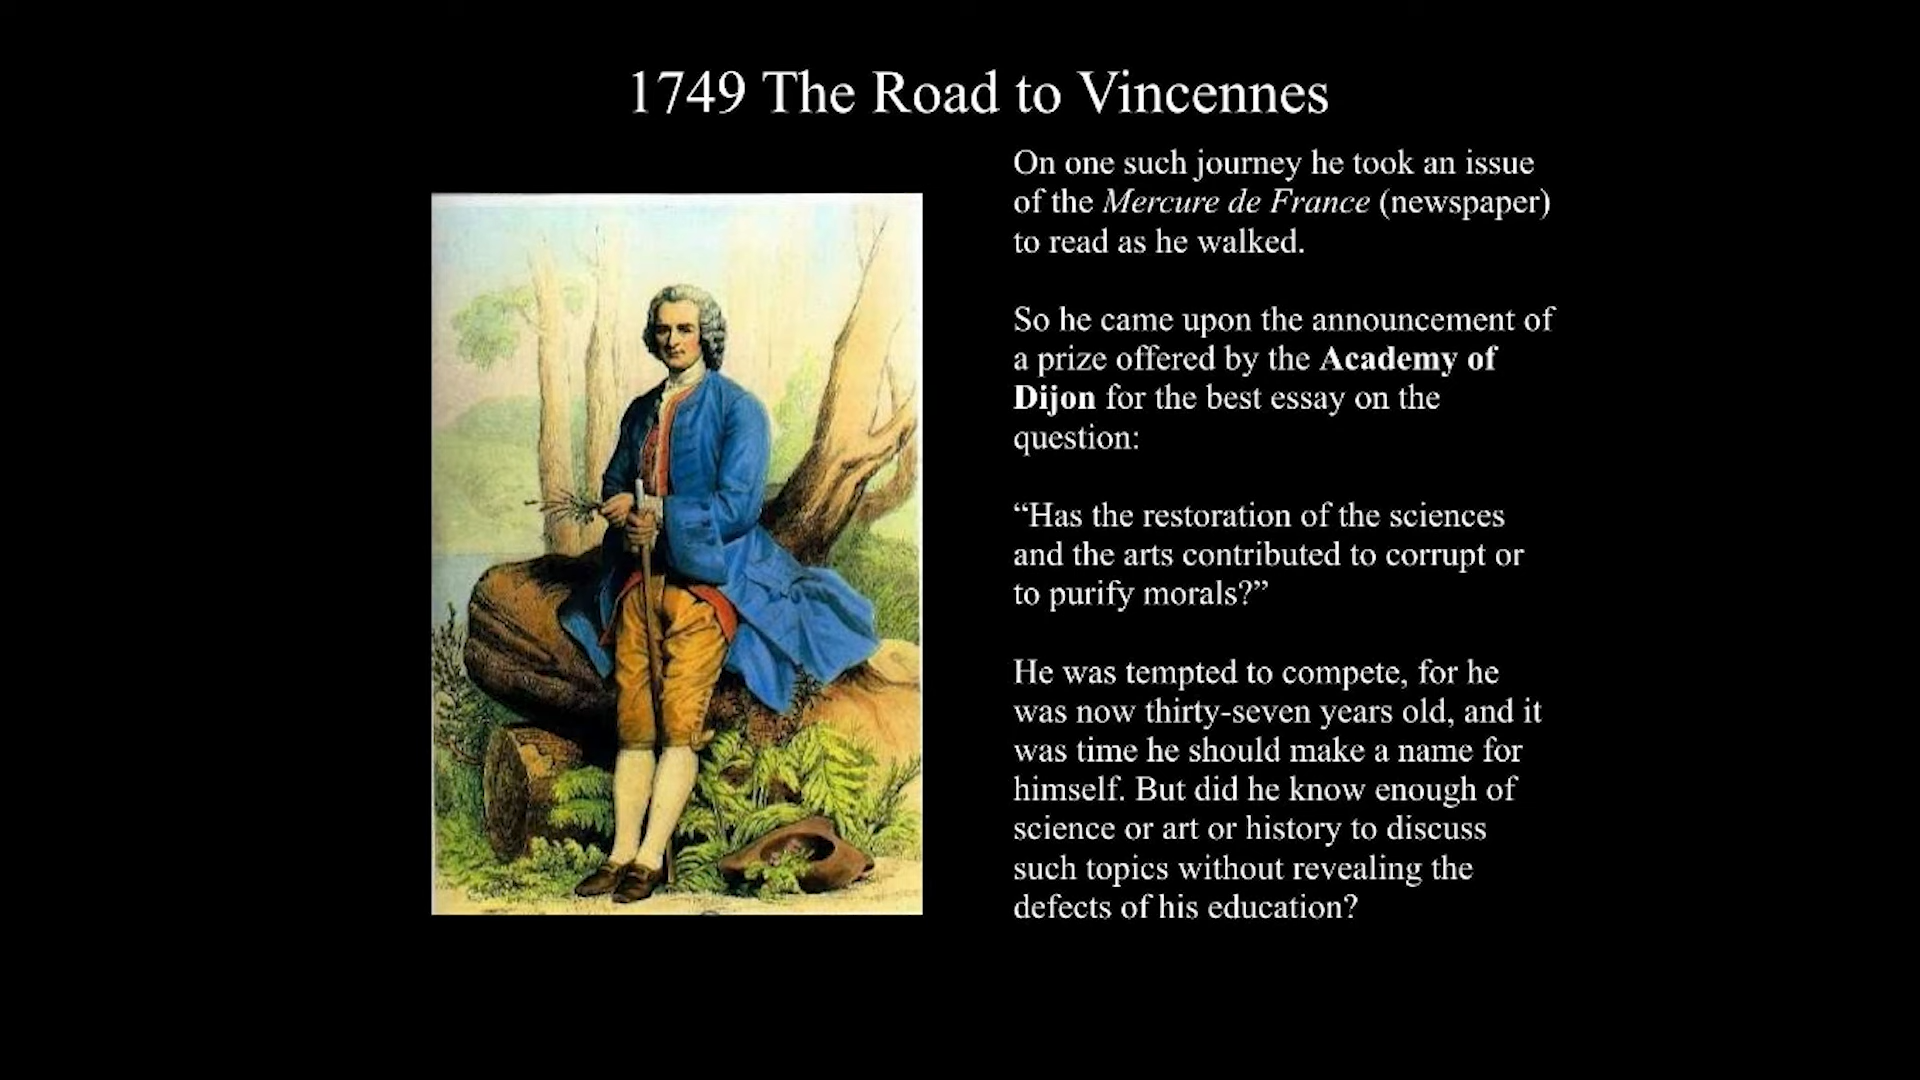 1749 The Road to Vincennes
On one such journey he took an issue
of the Mercure de France (newspaper)
to read as he walked.
So he came upon the announcement of
a prize offered by the Academy of
Dijon for the best essay on the
question:
“Has the restoration of the sciences
and the arts contributed to corrupt or
to purify morals?”
He was tempted to compete, for he
was now thirty-seven years old, and it
was time he should make a name for
himself. But did he know enough of
science or art or history to discuss
such topics without revealing the
defects of his education?